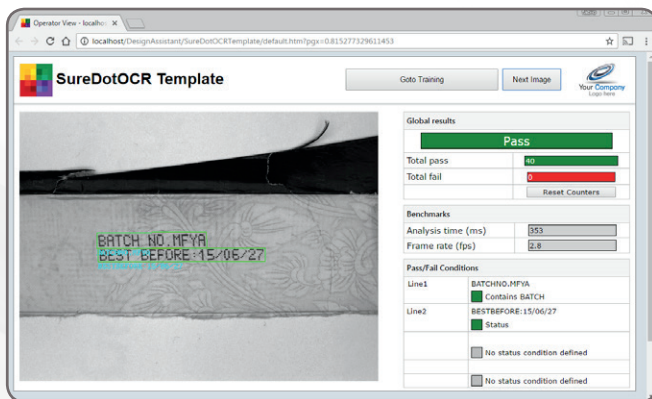 Operator View - localhos
localhost/DesignAssistant/SureDotOCRTemplate/default.htm?pgx=0.815277329611453
SureDotOCR Template
Goto Training
Next Image
Your Company
Logo here
BATCH NO.MFYA
BEST BEFORE:15/06/27
Global results
Pass
Total pass
40
Total fail
0
Reset Counters
Benchmarks
Analysis time (ms)
353
Frame rate (fps)
2.8
Pass/Fail Conditions
Line1
BATCHNO.MFYA
Contains BATCH
Line2
BESTBEFORE:15/06/27
Status
No status condition defined
No status condition defined